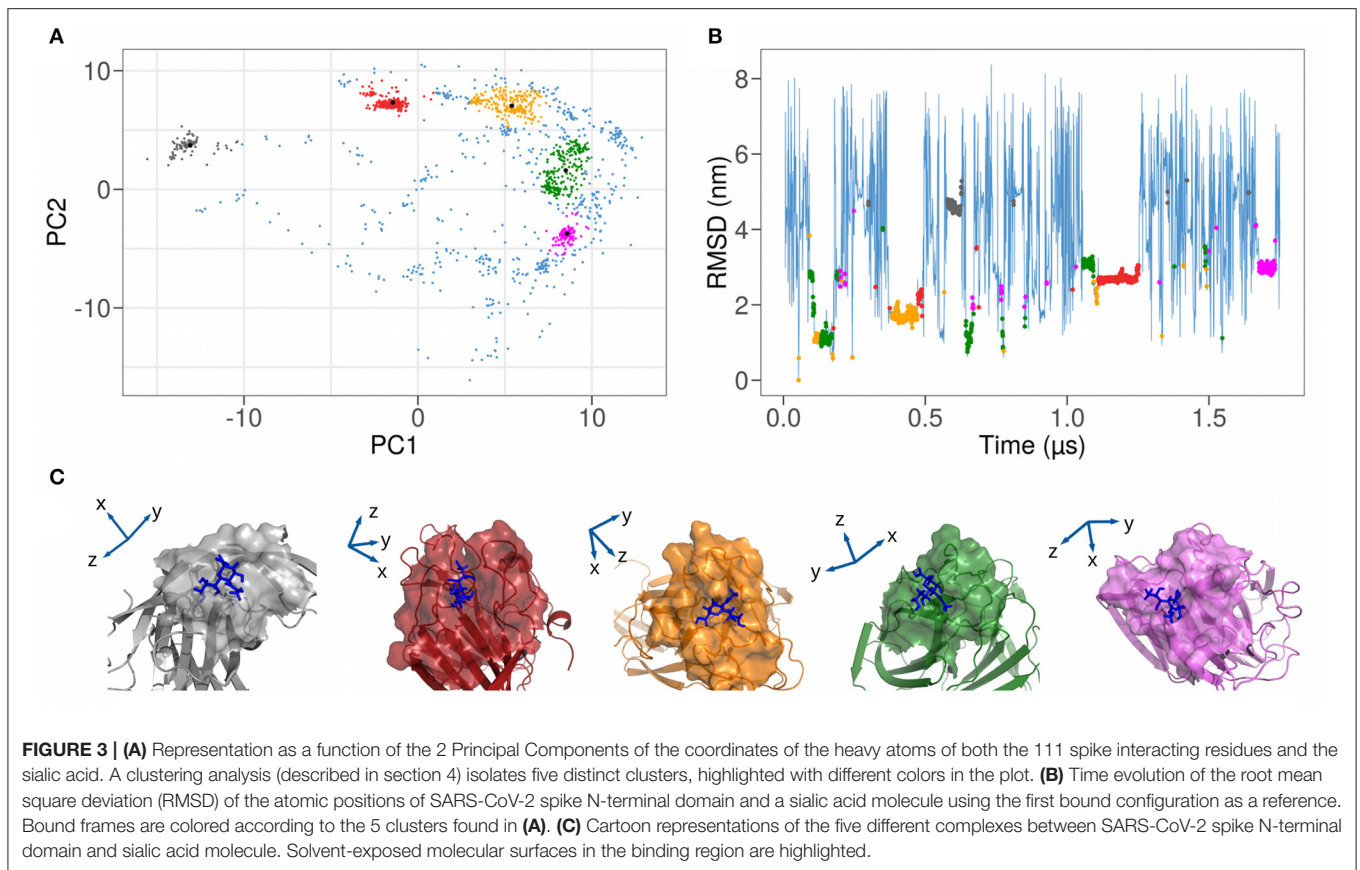 A
B
10
0
-10
PC2
-10
0
10
PC1
8
6
4
2
0
RMSD (nm)
0.0
0.5
1.0
1.5
Time (μs)
C
x
y
z
z
y
x
y
z
x
z
x
y
y
z
x
FIGURE 3 | (A) Representation as a function of the 2 Principal Components of the coordinates of the heavy atoms of both the 111 spike interacting residues and the
sialic acid. A clustering analysis (described in section 4) isolates five distinct clusters, highlighted with different colors in the plot. (B) Time evolution of the root mean
square deviation (RMSD) of the atomic positions of SARS-CoV-2 spike N-terminal domain and a sialic acid molecule using the first bound configuration as a reference.
Bound frames are colored according to the 5 clusters found in (A). (C) Cartoon representations of the five different complexes between SARS-CoV-2 spike N-terminal
domain and sialic acid molecule. Solvent-exposed molecular surfaces in the binding region are highlighted.